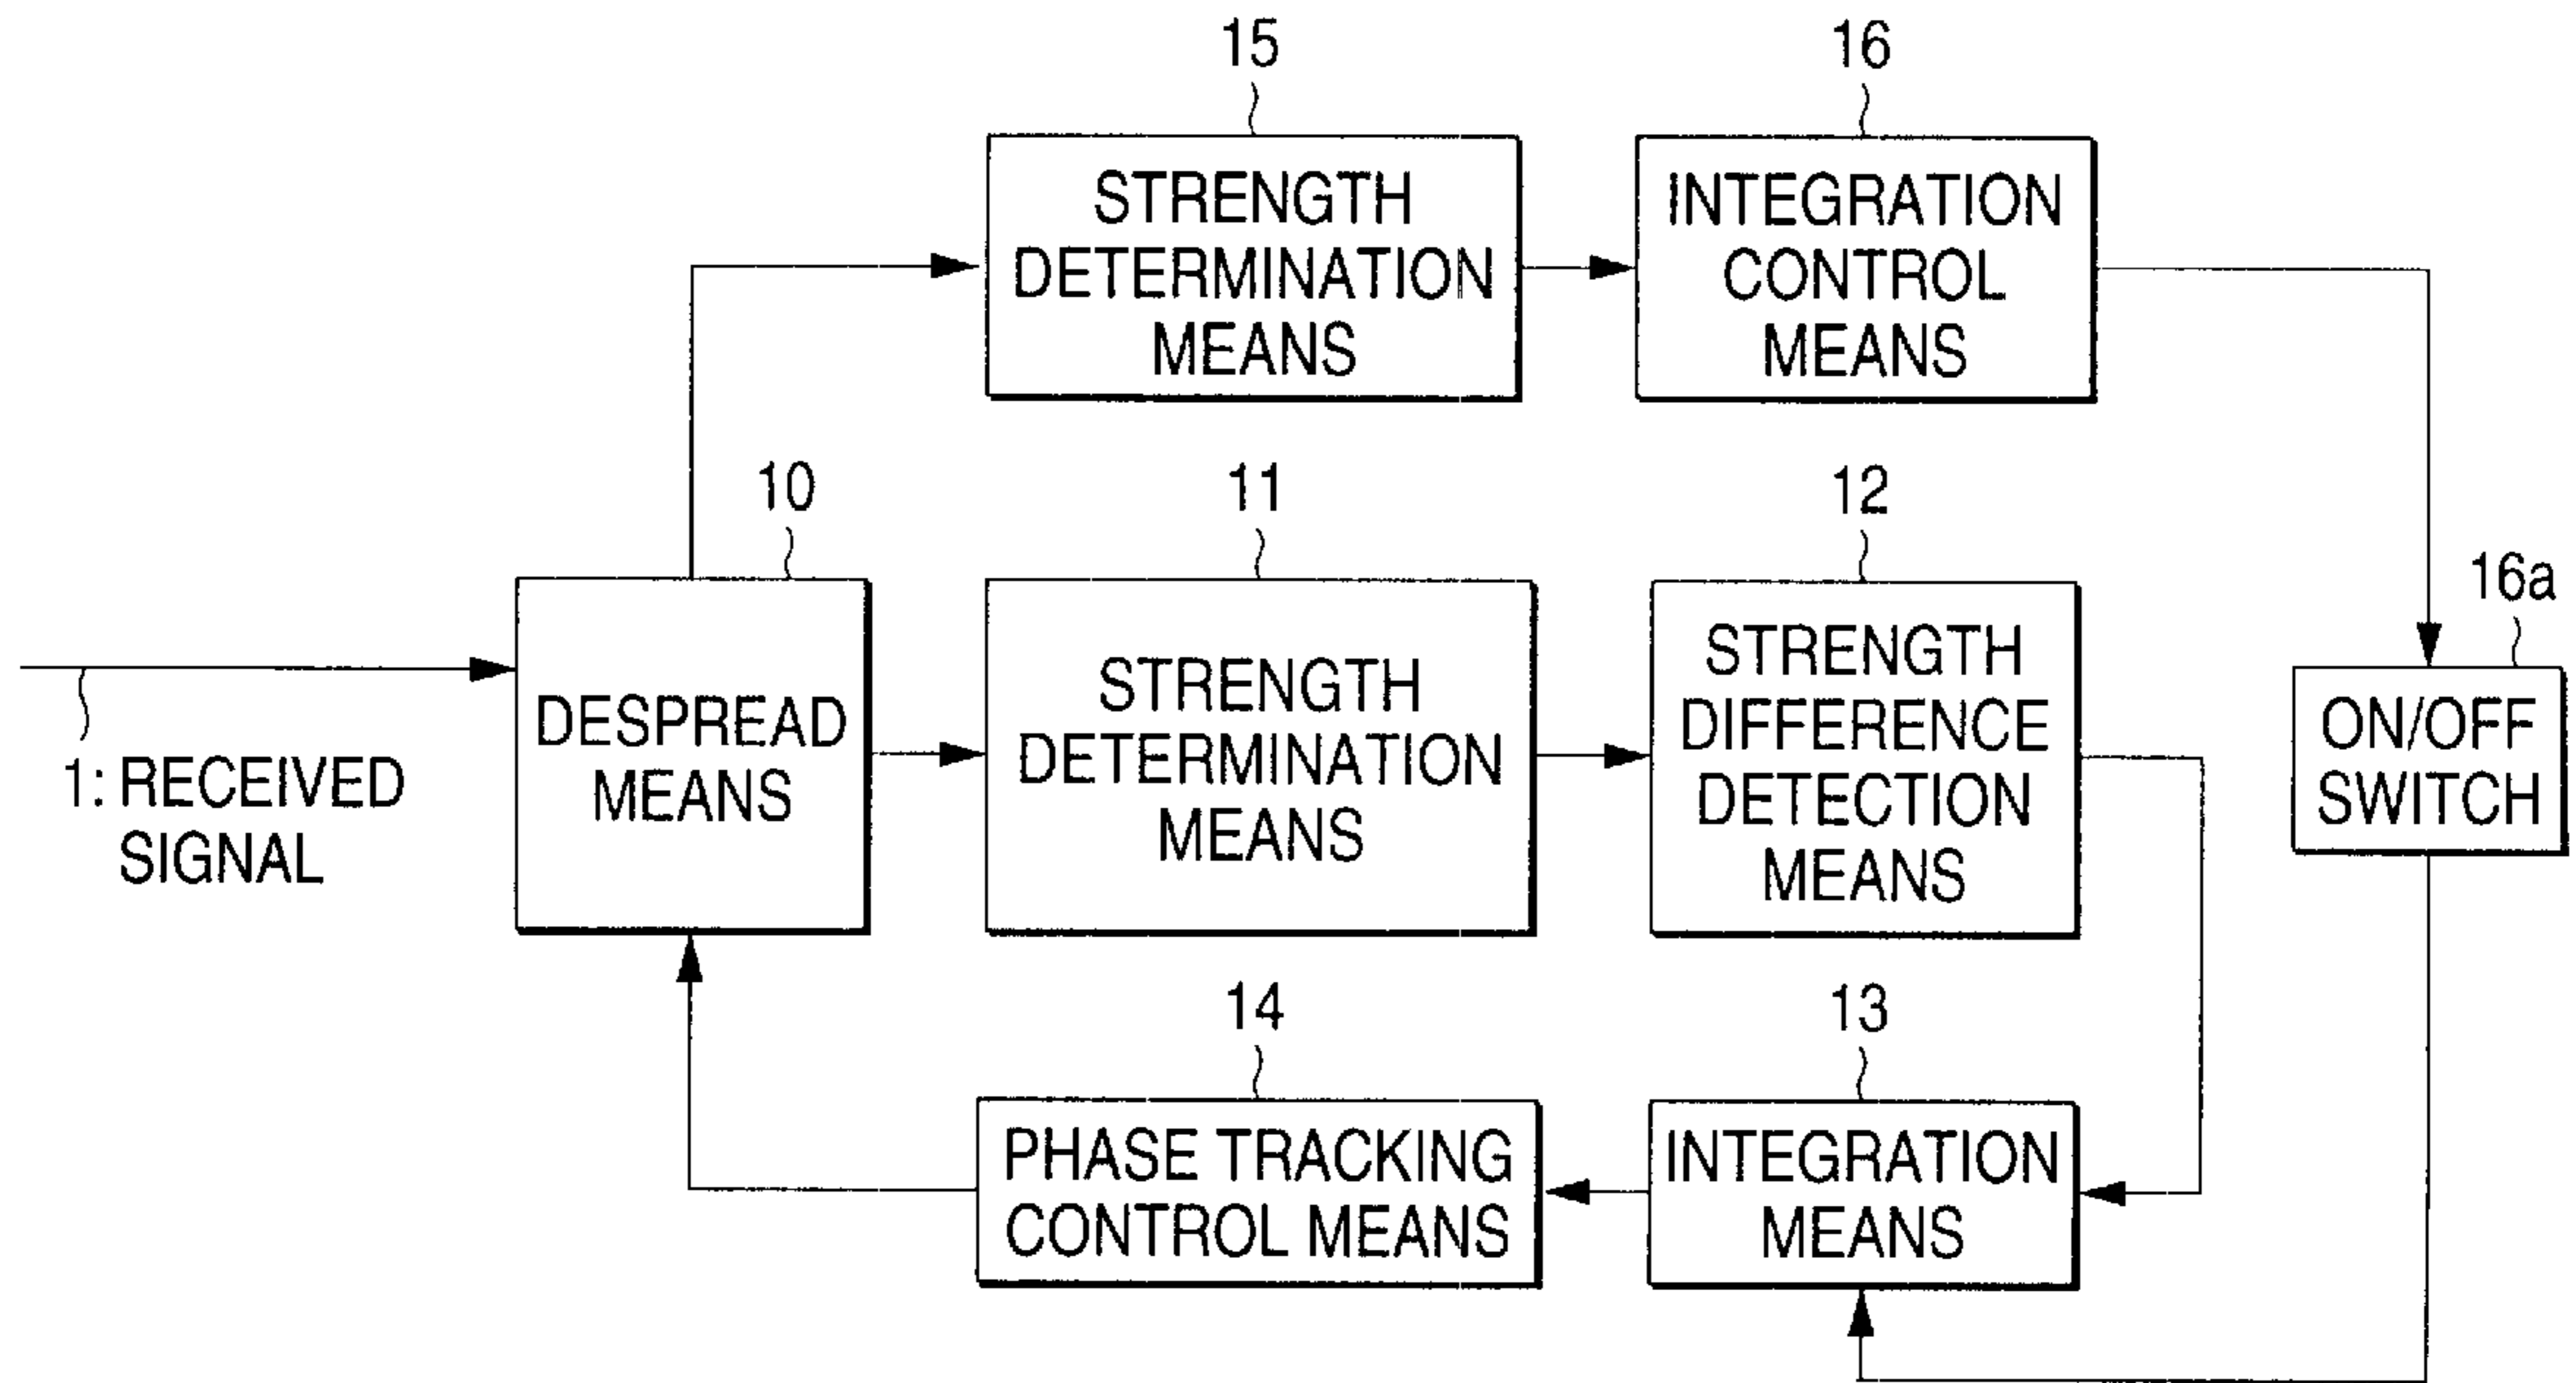 15
16
STRENGTH
DETERMINATION
MEANS
INTEGRATION
CONTROL
MEANS
10
11
12
16a
1: RECEIVED
SIGNAL
DESPREAD
MEANS
STRENGTH
DETERMINATION
MEANS
STRENGTH
DIFFERENCE
DETECTION
MEANS
ON/OFF
SWITCH
14
13
PHASE TRACKING
CONTROL MEANS
INTEGRATION
MEANS